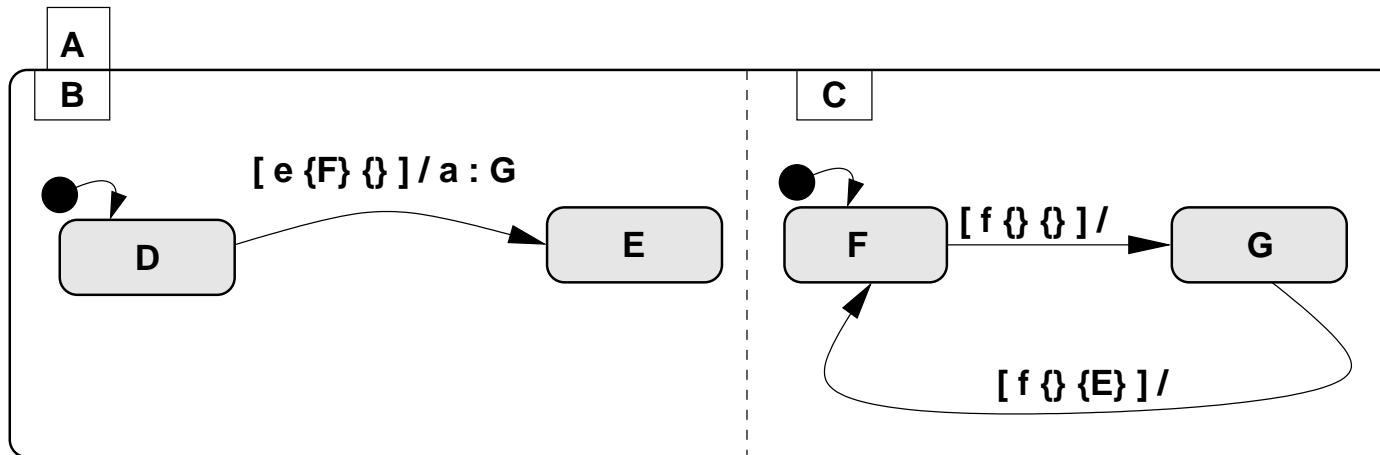 A
B
C
[ e {F} {} ] / a : G
D
E
F
[ f {} {} ] /
G
[ f {} {E} ] /